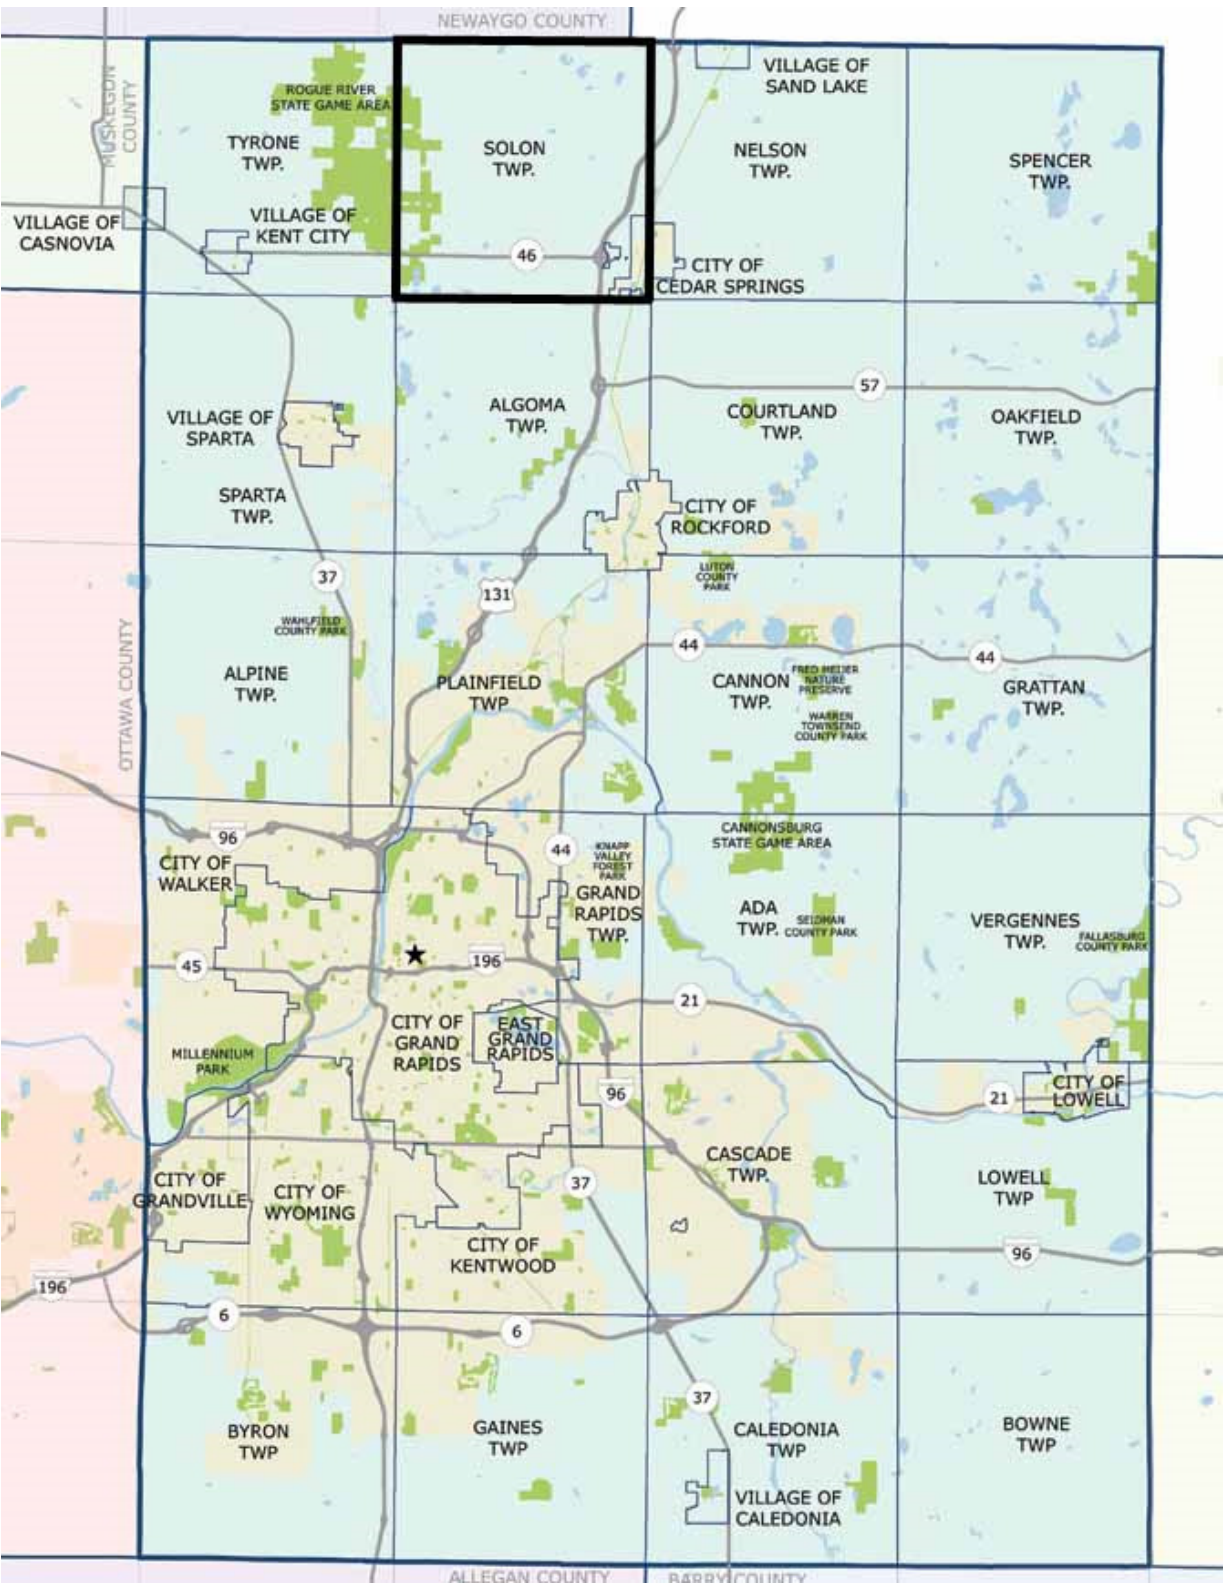 NEWAYGO COUNTY
MUSKEGON
COUNTY
ROGUE RIVER
STATE GAME AREA
VILLAGE OF
SAND LAKE
TYRONE
TWP.
SOLON
TWP.
NELSON
TWP.
SPENCER
TWP.
VILLAGE OF
CASNOVIA
VILLAGE OF
KENT CITY
46
CITY OF
CEDAR SPRINGS
57
VILLAGE OF
SPARTA
ALGOMA
TWP.
COURTLAND
TWP.
OAKFIELD
TWP.
SPARTA
TWP.
CITY OF
ROCKFORD
37
131
LUTON
COUNTY
PARK
WAHLFIELD
COUNTY PARK
OTTAWA COUNTY
44
44
ALPINE
TWP.
PLAINFIELD
TWP
CANNON
TWP.
FRED MEIJER
NATURE
PRESERVE
GRATTAN
TWP.
WARREN
TOWNSEND
COUNTY PARK
96
CITY OF
WALKER
44
KNAPP
VALLEY
FOREST
PARK
CANNONSBURG
STATE GAME AREA
GRAND
RAPIDS
TWP.
ADA
TWP.
SEIDMAN
COUNTY PARK
VERGENNES
TWP.
FALLASBURG
COUNTY PARK
45
196
21
CITY OF
GRAND
RAPIDS
EAST
GRAND
RAPIDS
MILLENNIUM
PARK
96
21
CITY OF
LOWELL
CITY OF
GRANDVILLE
CITY OF
WYOMING
37
CASCADE
TWP.
LOWELL
TWP
CITY OF
KENTWOOD
96
196
6
6
37
BYRON
TWP
GAINES
TWP
CALEDONIA
TWP
BOWNE
TWP
VILLAGE OF
CALEDONIA
ALLEGAN COUNTY
BARRY COUNTY